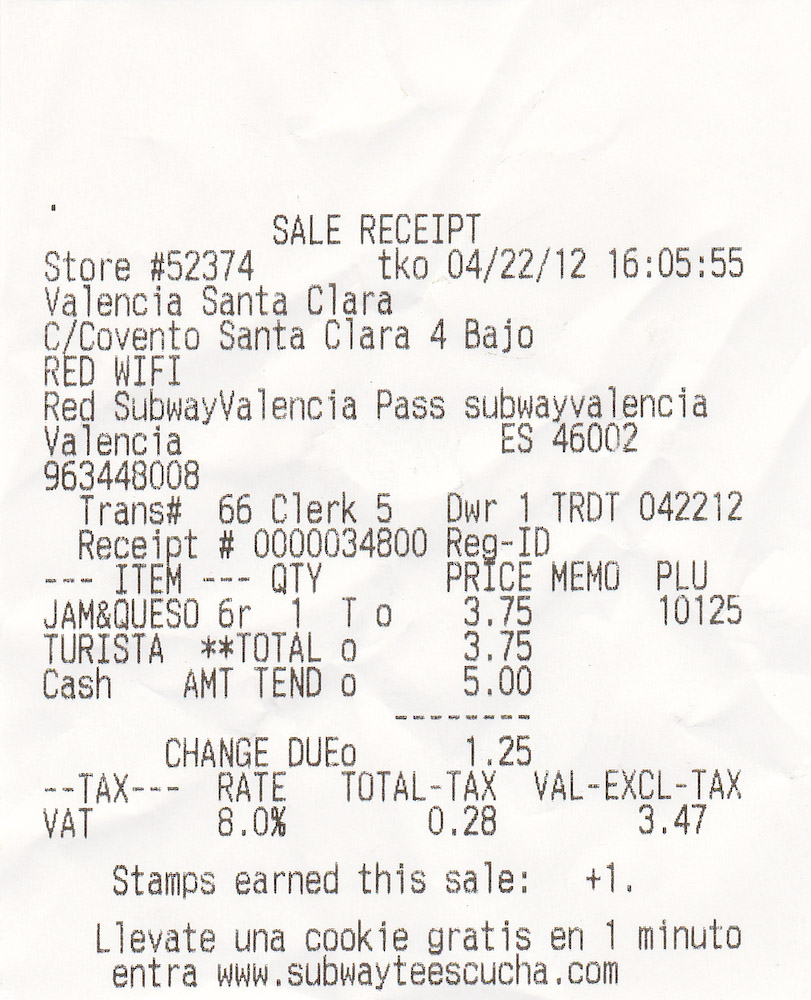 SALE RECEIPT
Store #52374 tko 04/22/12 16:05:55
Valencia Santa Clara
C/Covento Santa Clara 4 Bajo
RED WIFI
Red SubwayValencia Pass subwayvalencia
Valencia ES 46002
963448008
Trans# 66 Clerk 5 Dwr 1 TRDT 042212
Receipt # 0000034800 Reg-ID
--- ITEM --- QTY PRICE MEMO PLU
JAM&QUESO 6r 1 T o 3.75 10125
TURISTA **TOTAL o 3.75
Cash AMT TEND o 5.00
--------
CHANGE DUEo 1.25
--TAX--- RATE TOTAL-TAX VAL-EXCL-TAX
VAT 8.0% 0.28 3.47
Stamps earned this sale: +1.
Llevate una cookie gratis en 1 minuto
entra www.subwayteescucha.com